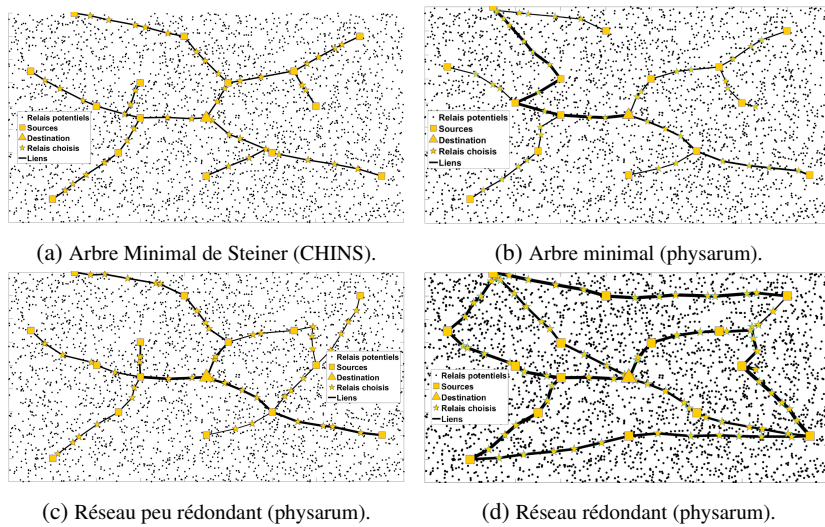 Relais potentiels
Sources
Destination
Relais choisis
Liens
Relais potentiels
Sources
Destination
Relais choisis
Liens
(a) Arbre Minimal de Steiner (CHINS).
(b) Arbre minimal (physarum).
Relais potentiels
Sources
Destination
Relais choisis
Liens
Relais potentiels
Sources
Destination
Relais choisis
Liens
(c) Réseau peu rédondant (physarum).
(d) Réseau rédondant (physarum).